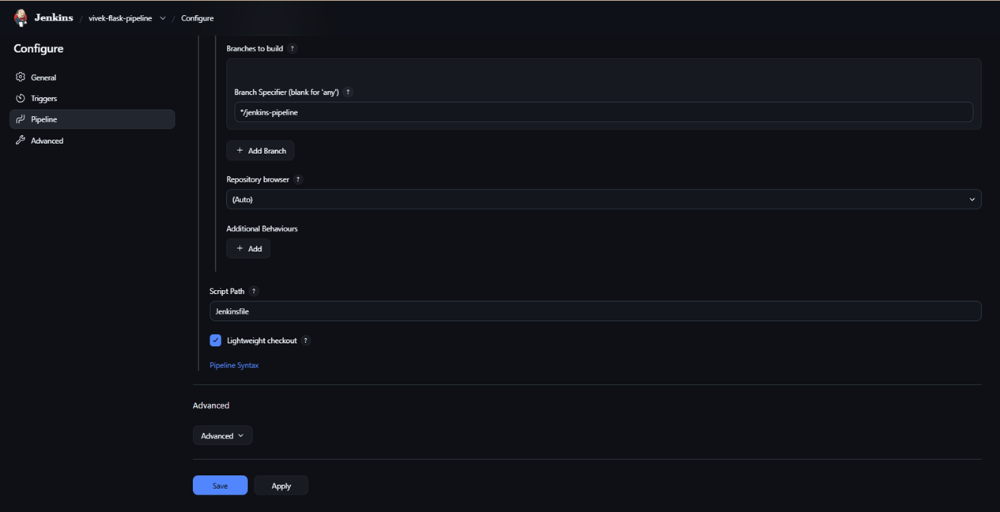 Jenkins / vivek-flask-pipeline / Configure
Configure
General
Triggers
Pipeline
Advanced
Branches to build ?
Branch Specifier (blank for 'any') ?
*/jenkins-pipeline
+ Add Branch
Repository browser ?
(Auto)
Additional Behaviours
+ Add
Script Path ?
Jenkinsfile
Lightweight checkout ?
Pipeline Syntax
Advanced
Advanced
Save
Apply